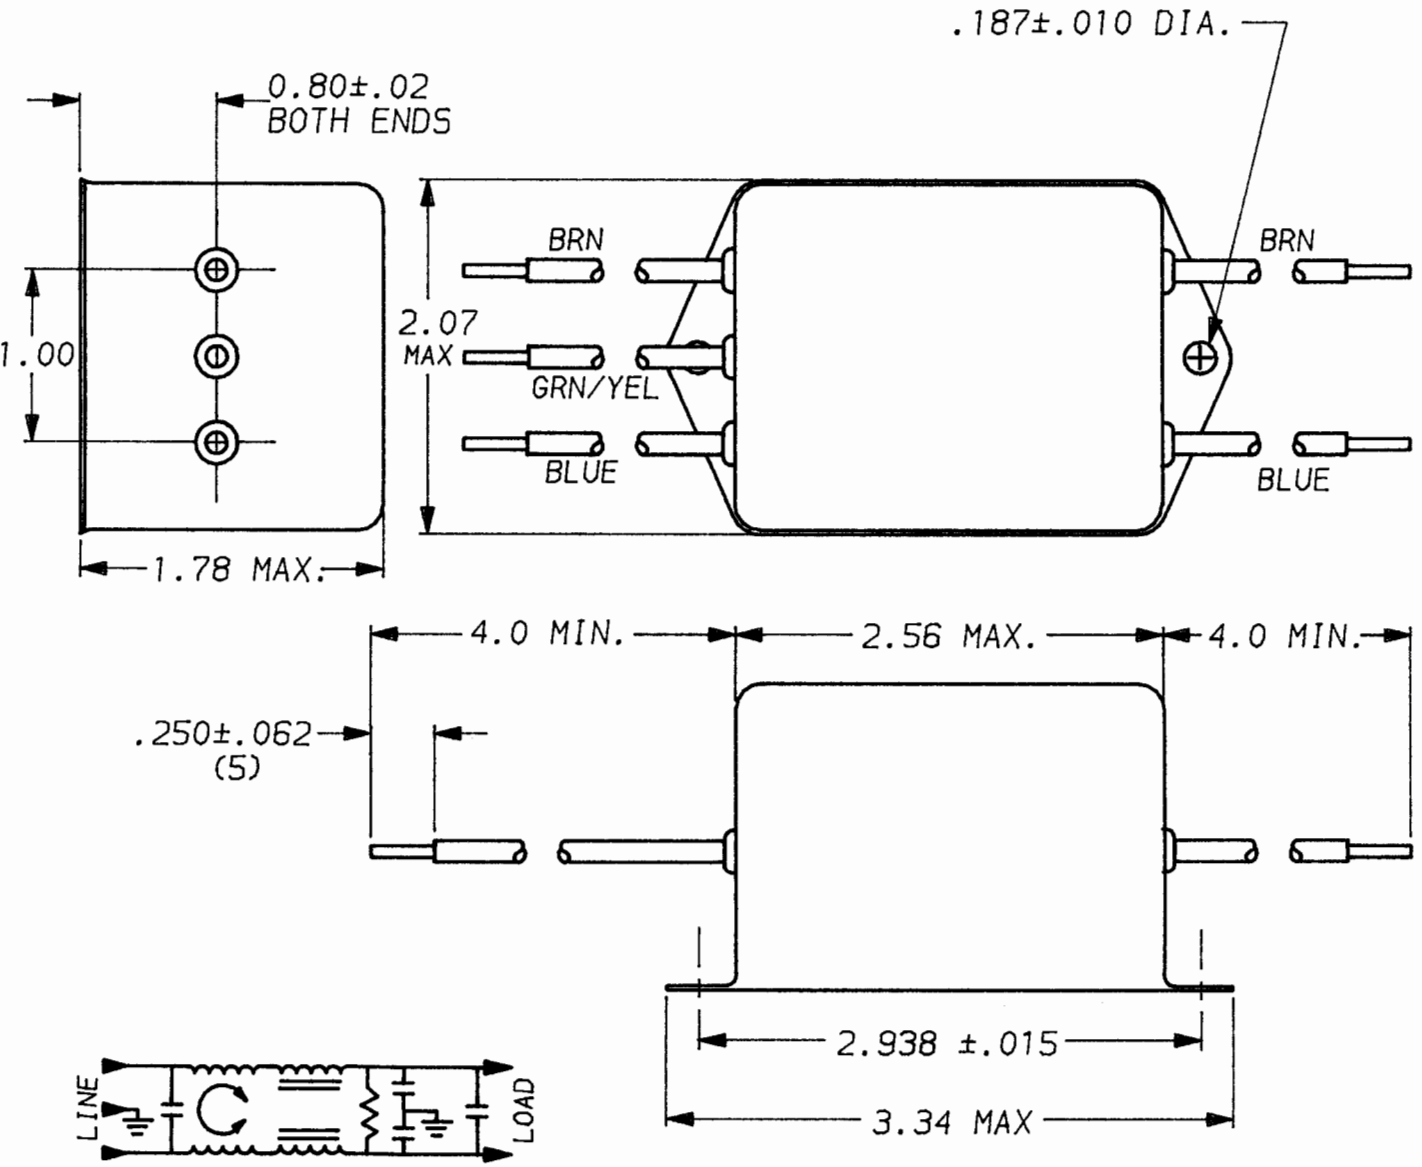 .187±.010 DIA.
0.80±.02
BOTH ENDS
BRN
BRN
1.00
2.07
MAX
GRN/YEL
BLUE
BLUE
1.78 MAX.
4.0 MIN.
2.56 MAX.
4.0 MIN.
.250±.062
(5)
2.938 ±.015
3.34 MAX
LINE
LOAD